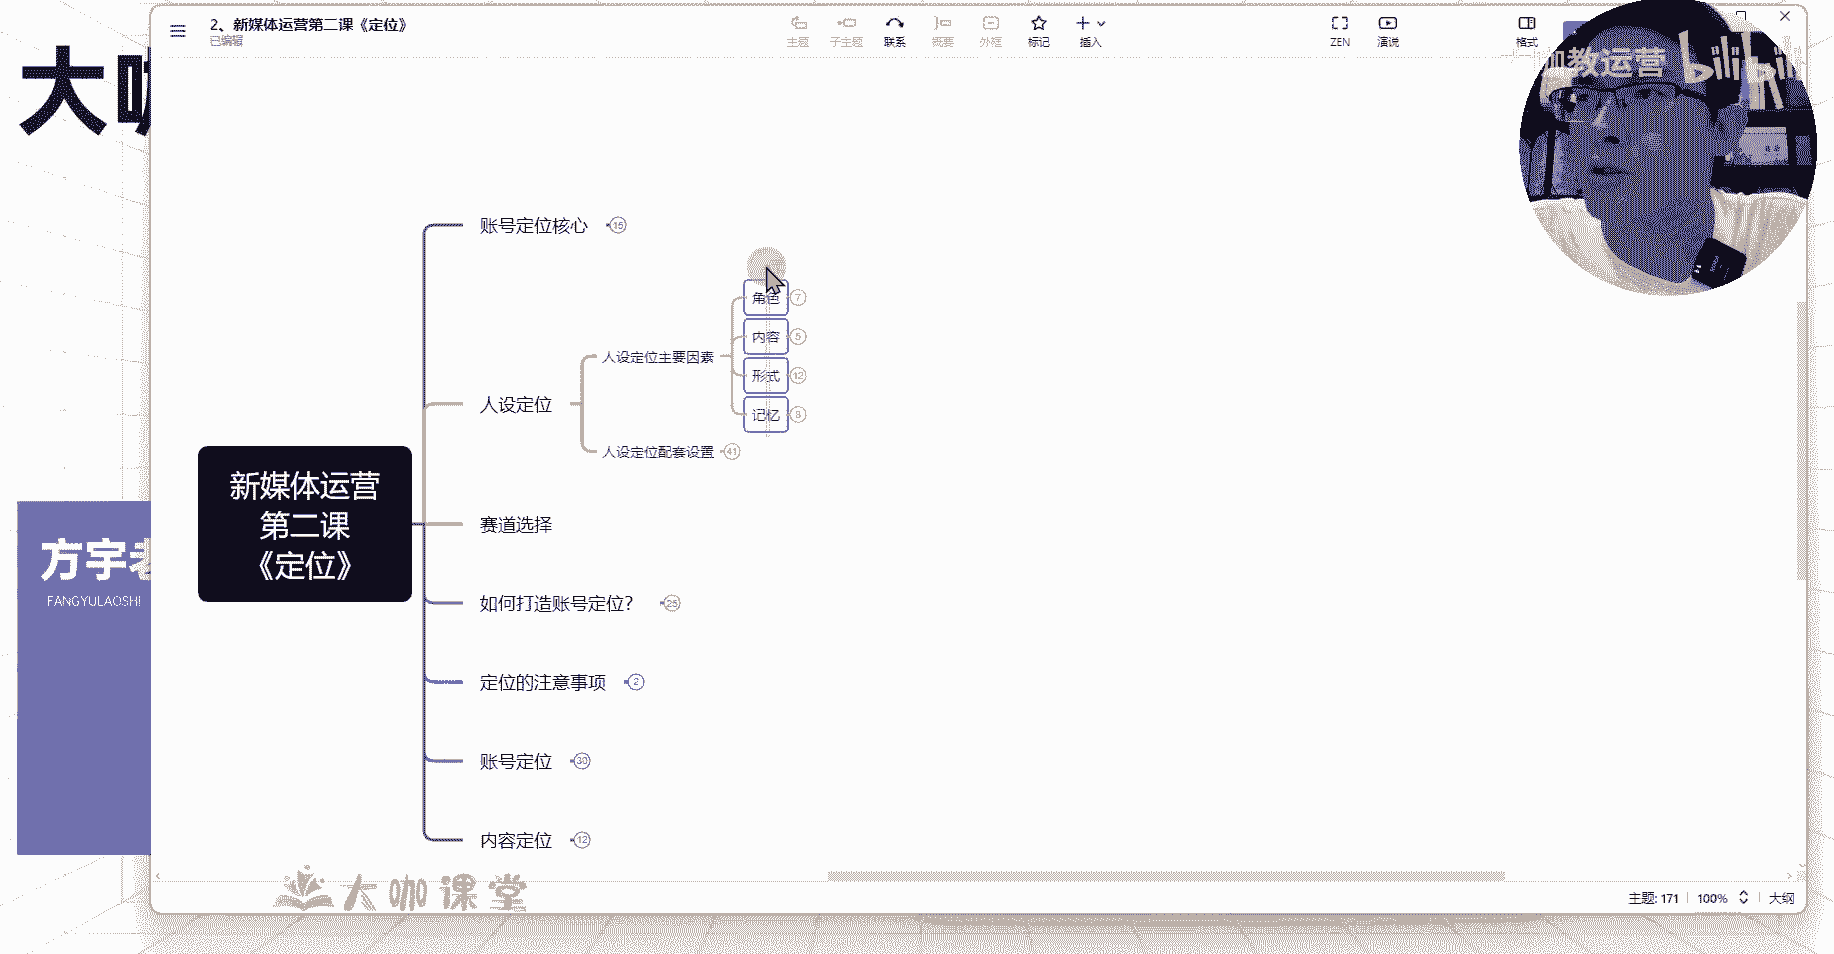 2、新媒体运营第二课《定位》
已编辑
主题
子主题
联系
概要
外框
标记
插入
ZEN
演说
格式
教运营
bilibili
大
账号定位核心
15
角色
7
内容
5
人设定位主要因素
形式
12
人设定位
记忆
8
人设定位配套设置
41
新媒体运营
第二课
《定位》
赛道选择
方宇老
FANGYULAOSHI
如何打造账号定位？
25
定位的注意事项
2
账号定位
30
内容定位
12
大咖课堂
主题: 171
100%
大纲